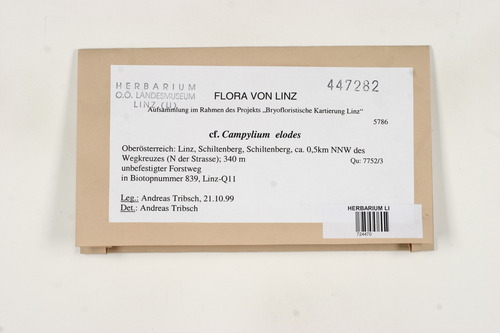 HERBARIUM
O.Ö. LANDESMUSEUM
LINZ (U)
FLORA VON LINZ
447282
Aufsammlung im Rahmen des Projekts „Bryofloristische Kartierung Linz"
5786
cf. Campylium elodes
Oberösterreich: Linz, Schiltenberg, Schiltenberg, ca. 0,5km NNW des
Wegkreuzes (N der Strasse); 340 m
Qu: 7752/3
unbefestigter Forstweg
in Biotopnummer 839, Linz-Q11
Leg.: Andreas Tribsch, 21.10.99
Det.: Andreas Tribsch
HERBARIUM LI
724470